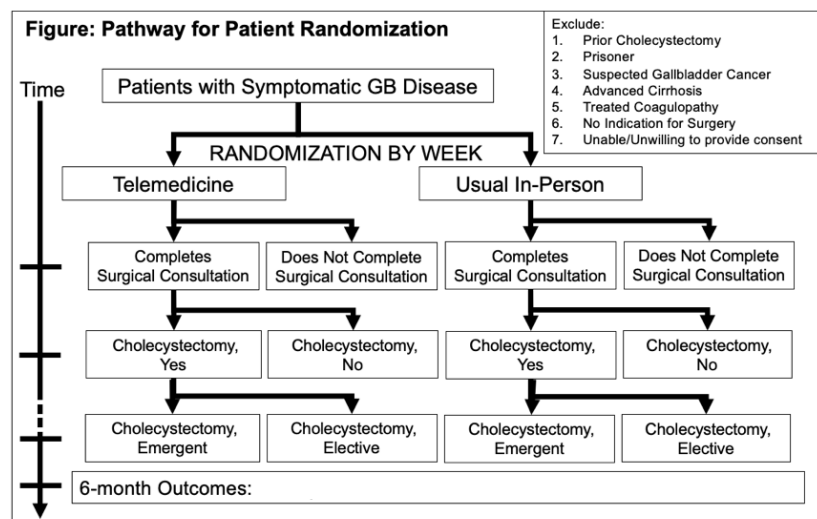 Figure: Pathway for Patient Randomization
Exclude:
1. Prior Cholecystectomy
2. Prisoner
3. Suspected Gallbladder Cancer
4. Advanced Cirrhosis
5. Treated Coagulopathy
6. No Indication for Surgery
7. Unable/Unwilling to provide consent
Time
Patients with Symptomatic GB Disease
RANDOMIZATION BY WEEK
Telemedicine
Usual In-Person
Completes
Surgical Consultation
Does Not Complete
Surgical Consultation
Completes
Surgical Consultation
Does Not Complete
Surgical Consultation
Cholecystectomy,
Yes
Cholecystectomy,
No
Cholecystectomy,
Yes
Cholecystectomy,
No
Cholecystectomy,
Emergent
Cholecystectomy,
Elective
Cholecystectomy,
Emergent
Cholecystectomy,
Elective
6-month Outcomes: